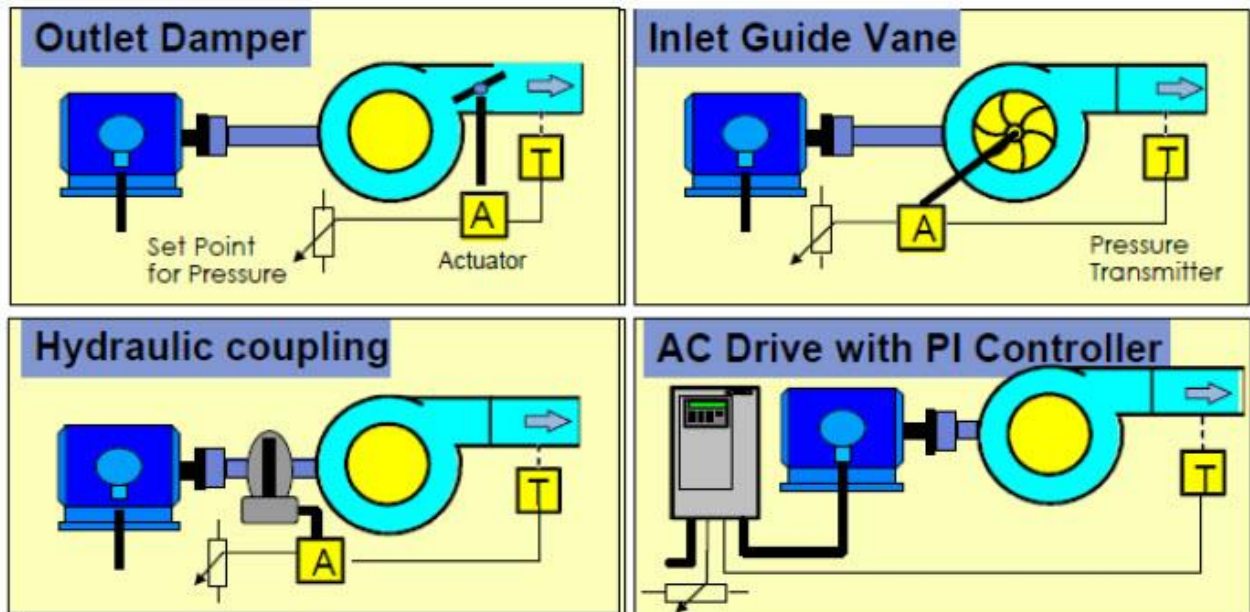 Outlet Damper
T
A
Set Point
for Pressure
Actuator
Inlet Guide Vane
T
A
Pressure
Transmitter
Hydraulic coupling
T
A
AC Drive with PI Controller
T